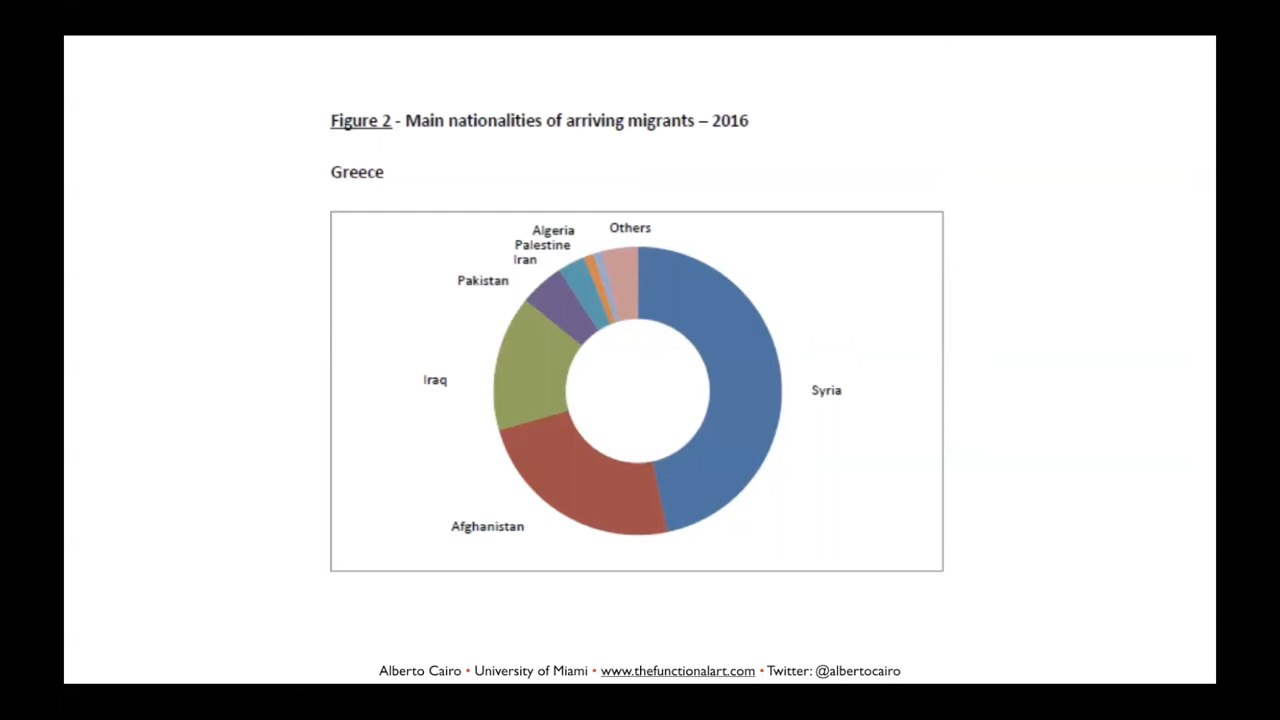 Figure 2 - Main nationalities of arriving migrants – 2016
Greece
Others
Algeria
Palestine
Iran
Pakistan
Iraq
Syria
Afghanistan
Alberto Cairo • University of Miami • www.thefunctionalart.com • Twitter: @albertocairo